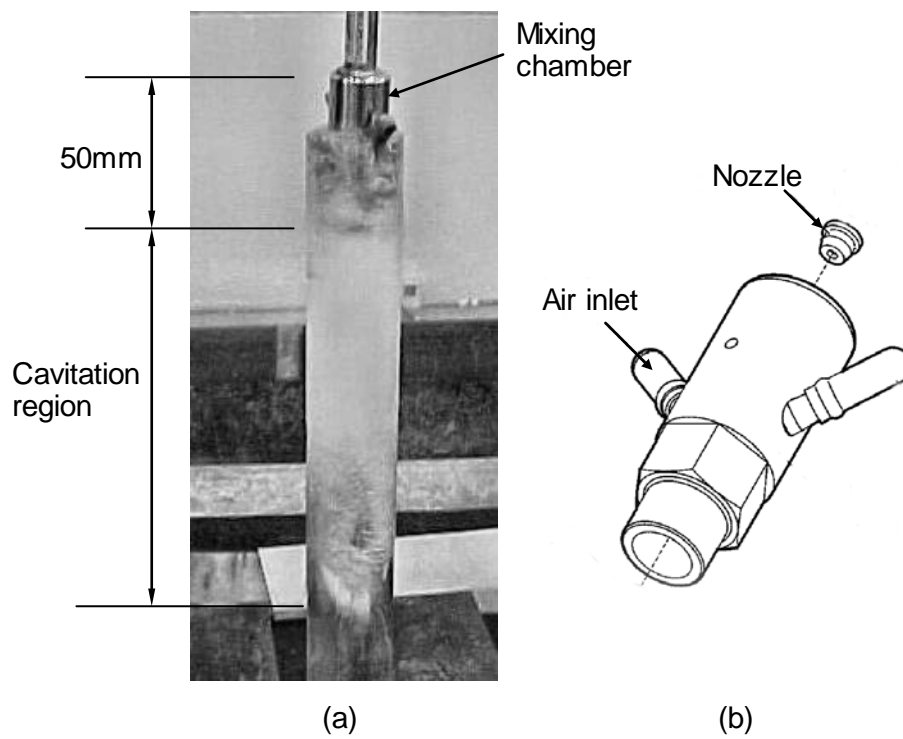 Mixing
chamber
50mm
Nozzle
Air inlet
Cavitation
region
(a)
(b)